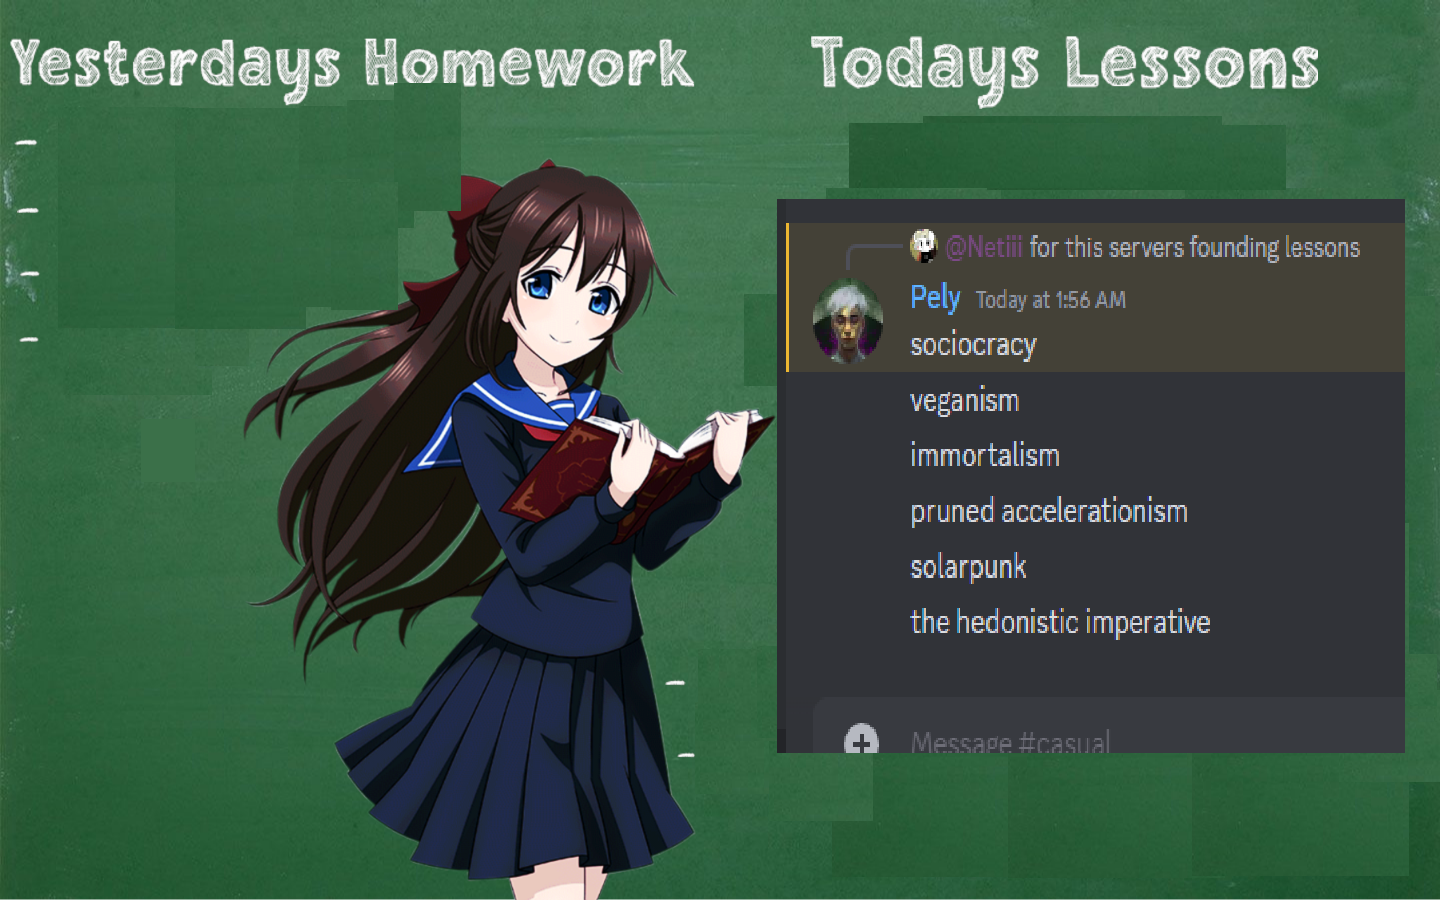 Yesterdays Homework
Todays Lessons
@Netiii for this servers founding lessons
Pely Today at 1:56 AM
sociocracy
veganism
immortalism
pruned accelerationism
solarpunk
the hedonistic imperative
Message #casual